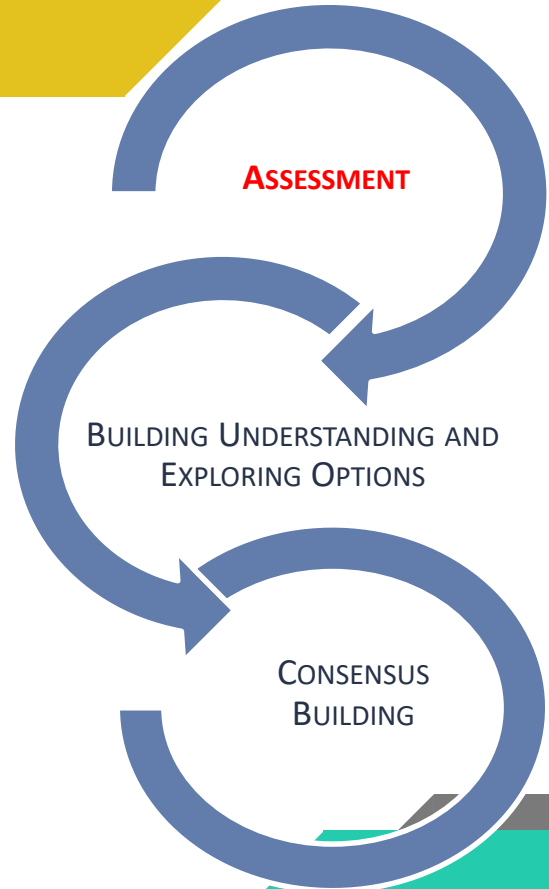 ASSESSMENT
BUILDING UNDERSTANDING AND
EXPLORING OPTIONS
CONSENSUS
BUILDING